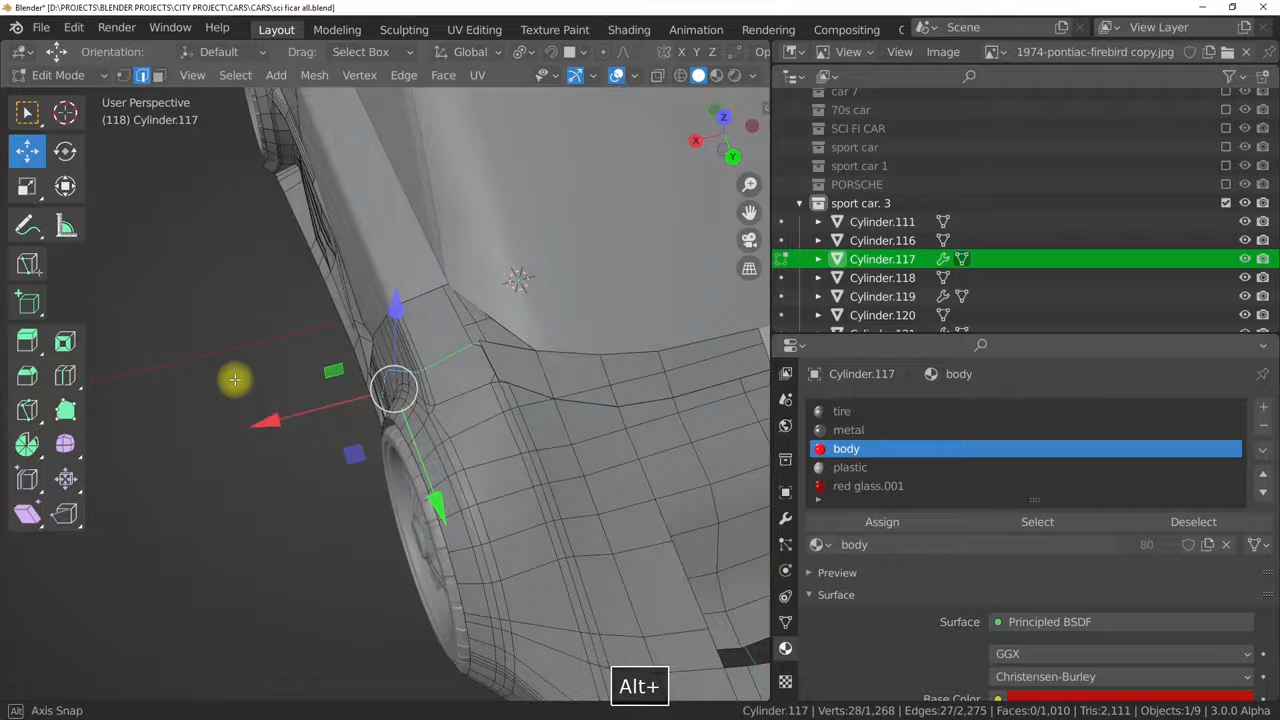 Blender* [D:\PROJECTS\BLENDER PROJECTS\CITY PROJECT\CARS\CARS\sci ficar all.blend]
File Edit Render Window Help Layout Modeling Sculpting UV Editing Texture Paint Shading Animation Rendering Compositing Scene View Layer
Orientation: Default Drag: Select Box Global X Y Z Op View View Image 1974-pontiac-firebird copy.jpg
Edit Mode View Select Add Mesh Vertex Edge Face UV
User Perspective
(118) Cylinder.117
Z
X
Y
car 7
70s car
SCI FI CAR
sport car
sport car 1
PORSCHE
sport car. 3
Cylinder.111
Cylinder.116
Cylinder.117
Cylinder.118
Cylinder.119
Cylinder.120
Cylinder.117 body
tire
metal
body
plastic
red glass.001
Assign Select Deselect
body 80
Preview
Surface
Surface Principled BSDF
GGX
Christensen-Burley
Base Color
Alt+
Alt Axis Snap Cylinder.117 | Verts:28/1,268 | Edges:27/2,275 | Faces:0/1,010 | Tris:2,111 | Objects:1/9 | 3.0.0 Alpha